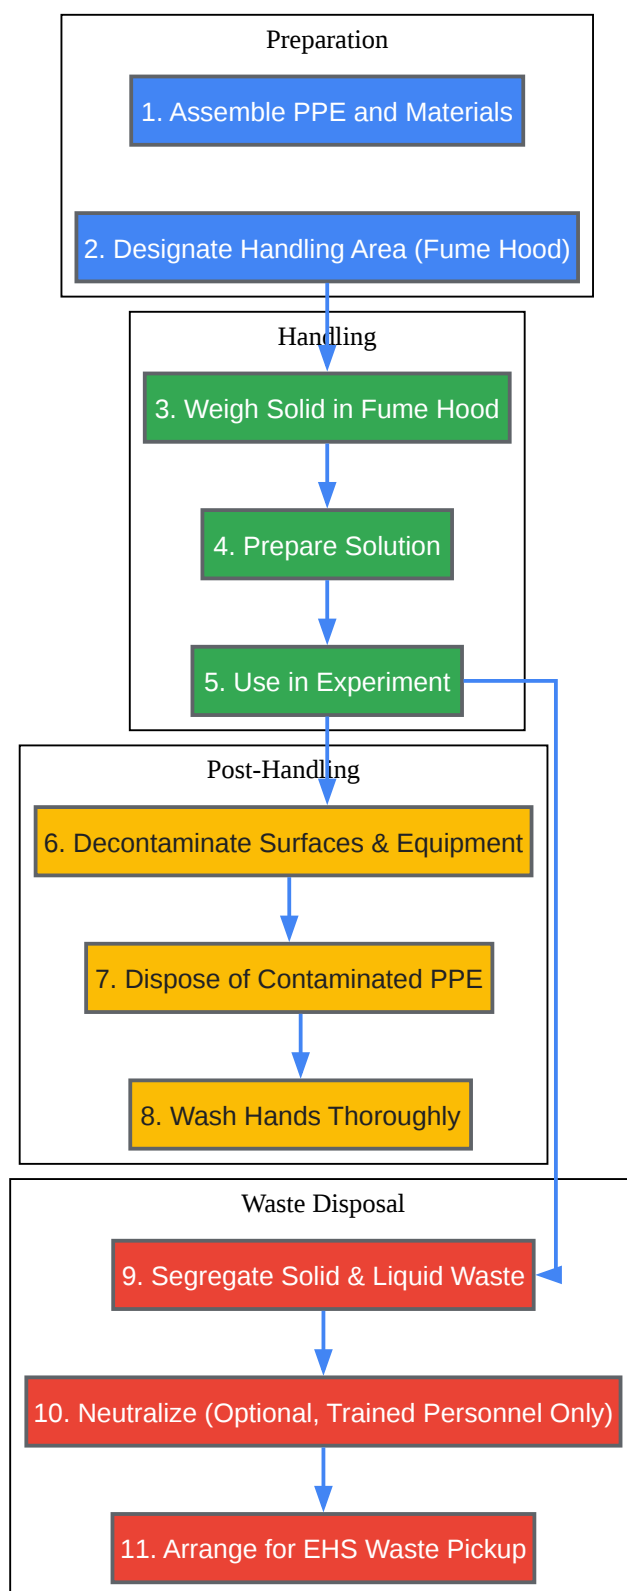 Preparation
1. Assemble PPE and Materials
2. Designate Handling Area (Fume Hood)
Handling
3. Weigh Solid in Fume Hood
4. Prepare Solution
5. Use in Experiment
Post-Handling
6. Decontaminate Surfaces & Equipment
7. Dispose of Contaminated PPE
8. Wash Hands Thoroughly
Waste Disposal
9. Segregate Solid & Liquid Waste
10. Neutralize (Optional, Trained Personnel Only)
11. Arrange for EHS Waste Pickup